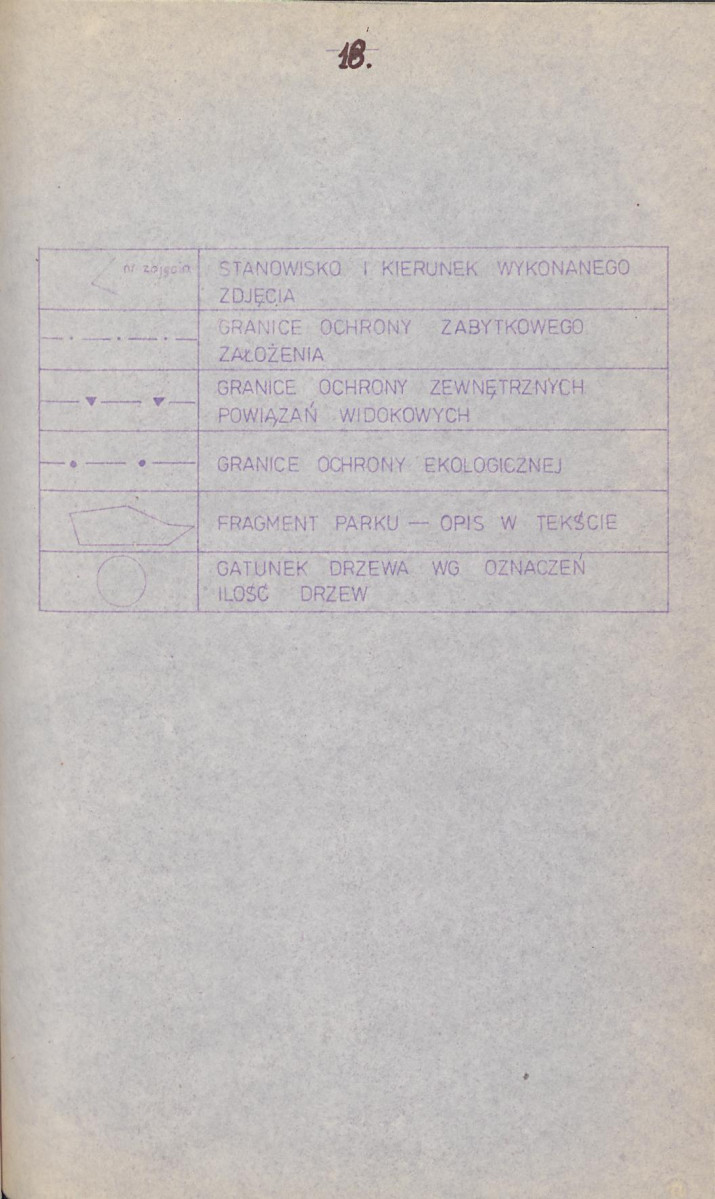 18.
nr zdjęcia
STANOWISKO I KIERUNEK WYKONANEGO
ZDJĘCIA
GRANICE OCHRONY ZABYTKOWEGO
ZAŁOŻENIA
GRANICE OCHRONY ZEWNĘTRZNYCH
POWIĄZAŃ WIDOKOWYCH
GRANICE OCHRONY EKOLOGICZNEJ
FRAGMENT PARKU — OPIS W TEKŚCIE
GATUNEK DRZEWA WG OZNACZEŃ
ILOŚĆ DRZEW